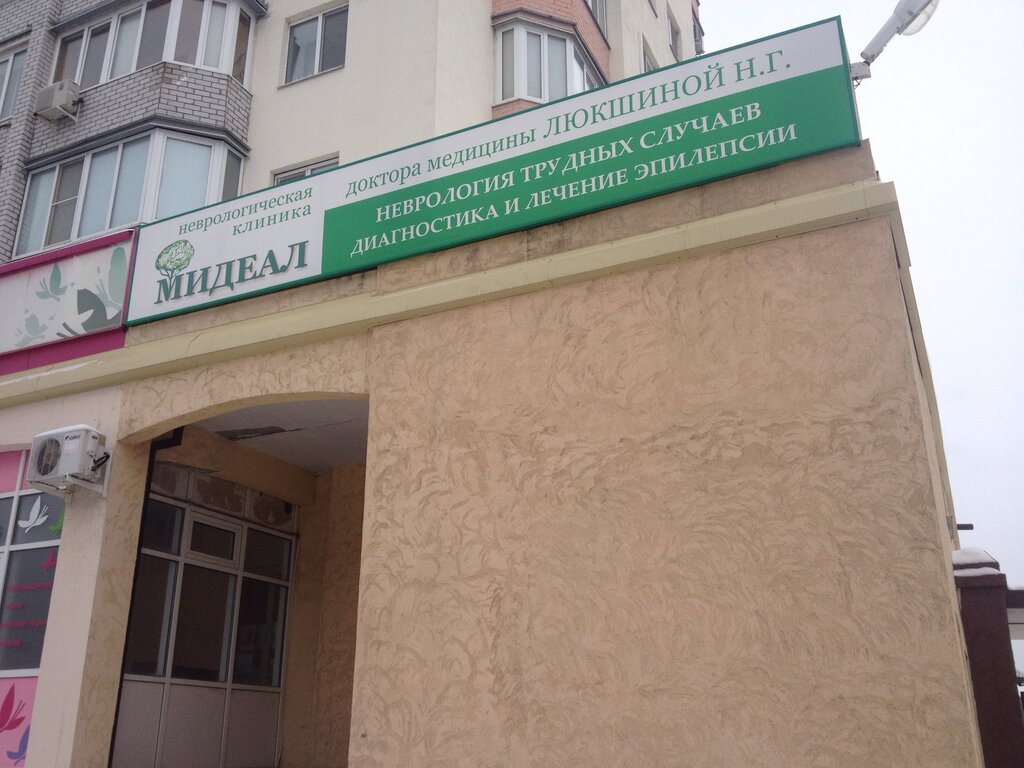 неврологическая
клиника
МИДЕАЛ
доктора медицины ЛЮКШИНОЙ Н.Г.
НЕВРОЛОГИЯ ТРУДНЫХ СЛУЧАЕВ
ДИАГНОСТИКА И ЛЕЧЕНИЕ ЭПИЛЕПСИИ